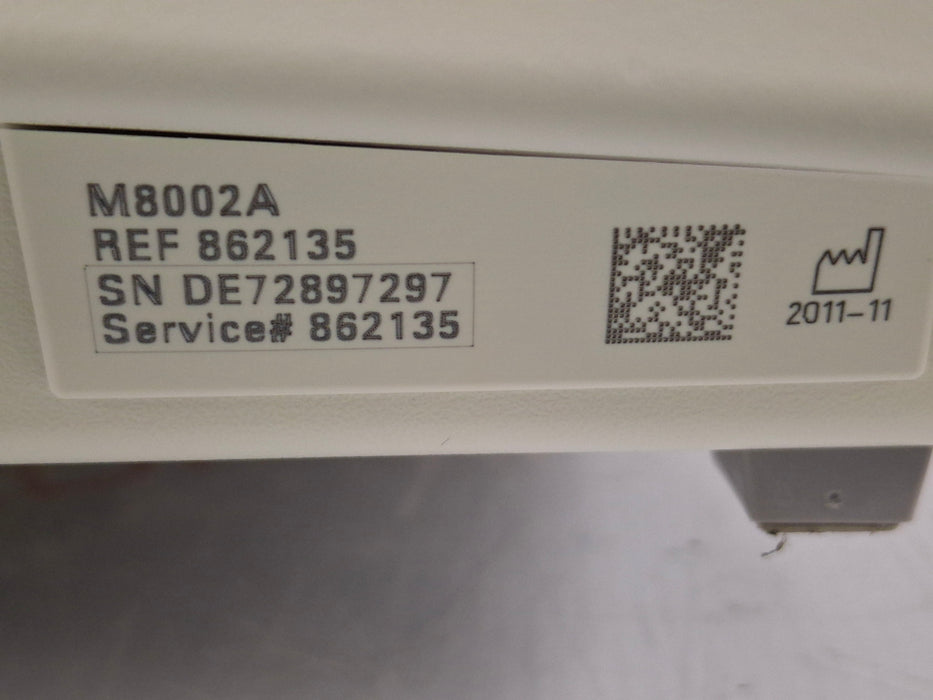 M8002A
REF 862135
SN DE72897297
Service# 862135
2011-11